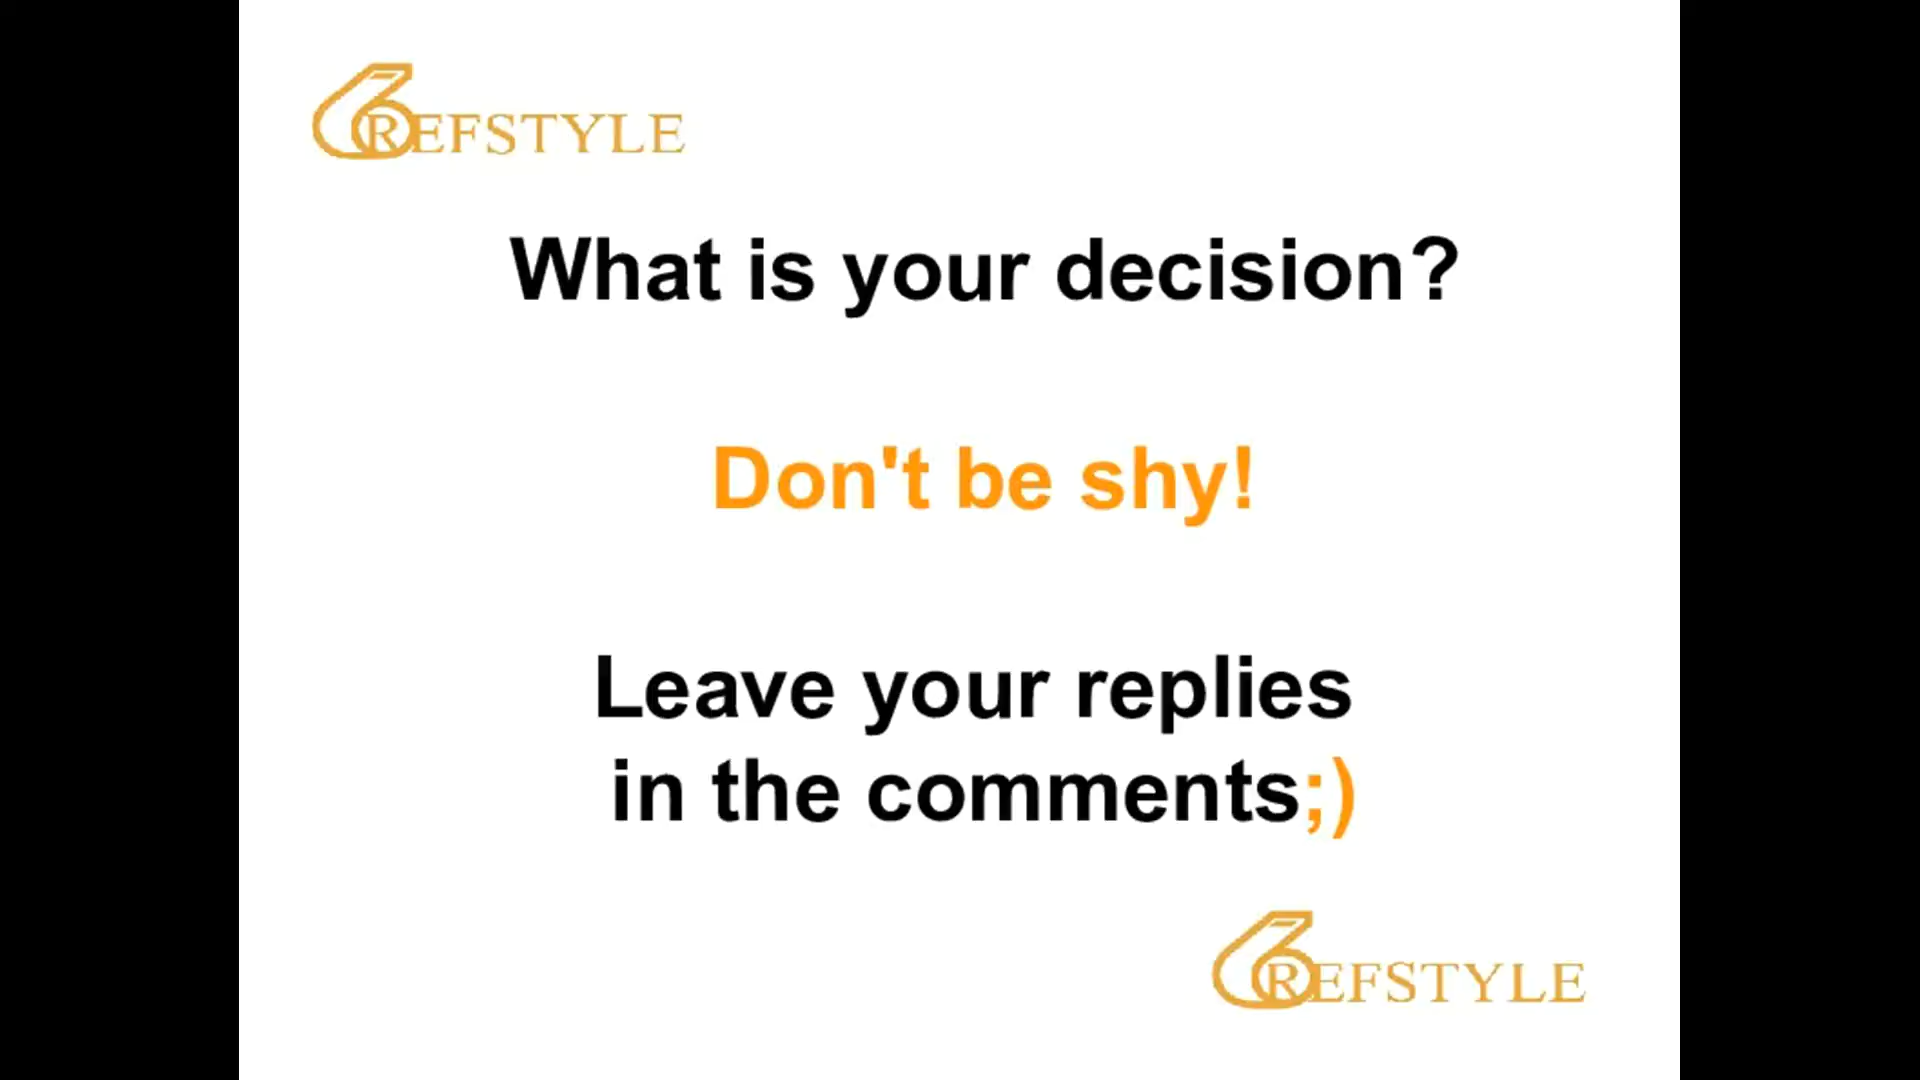 REFSTYLE
What is your decision?
Don't be shy!
Leave your replies
in the comments;)
REFSTYLE